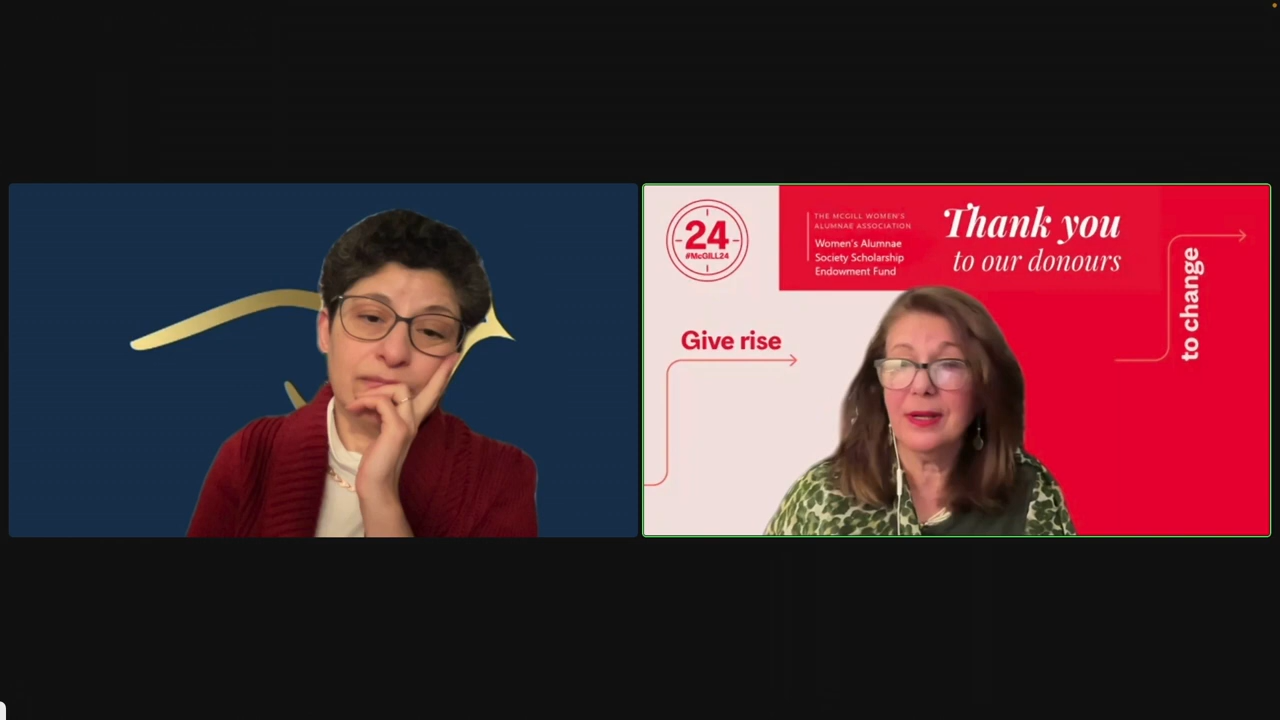 24
#McGILL24
THE MCGILL WOMEN'S
ALUMNAE ASSOCIATION
Women's Alumnae
Society Scholarship
Endowment Fund
Thank you
to our donours
Give rise
to change